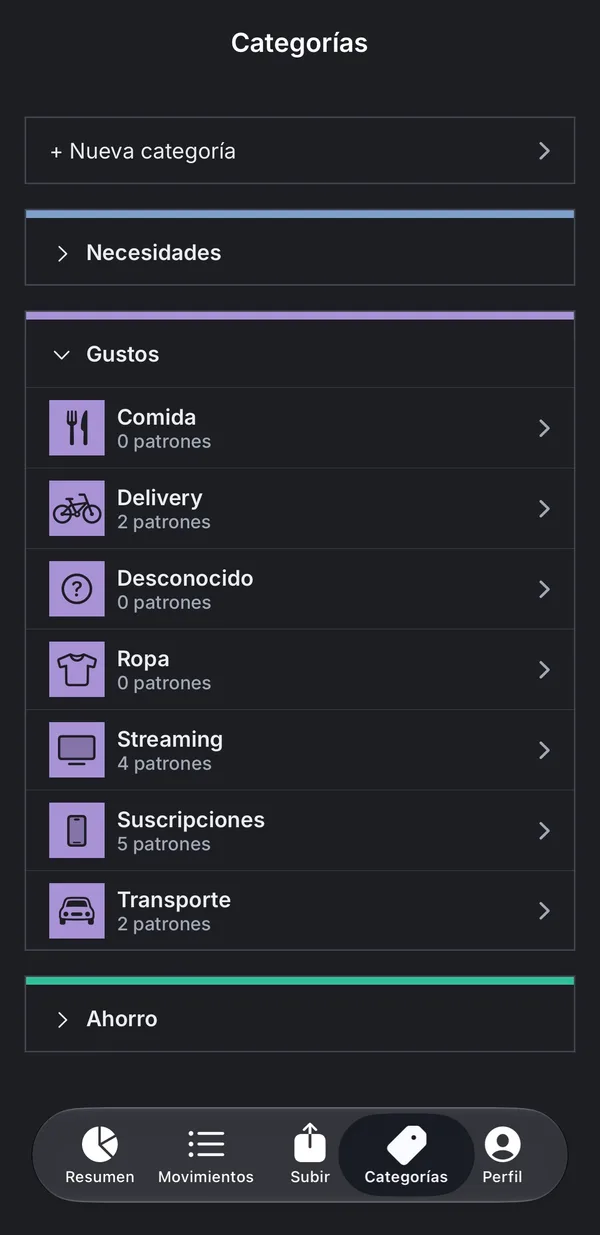 Categorías
+ Nueva categoría
Necesidades
Gustos
Comida
0 patrones
Delivery
2 patrones
?
Desconocido
0 patrones
Ropa
0 patrones
Streaming
4 patrones
Suscripciones
5 patrones
Transporte
2 patrones
Ahorro
Resumen
Movimientos
Subir
Categorías
Perfil